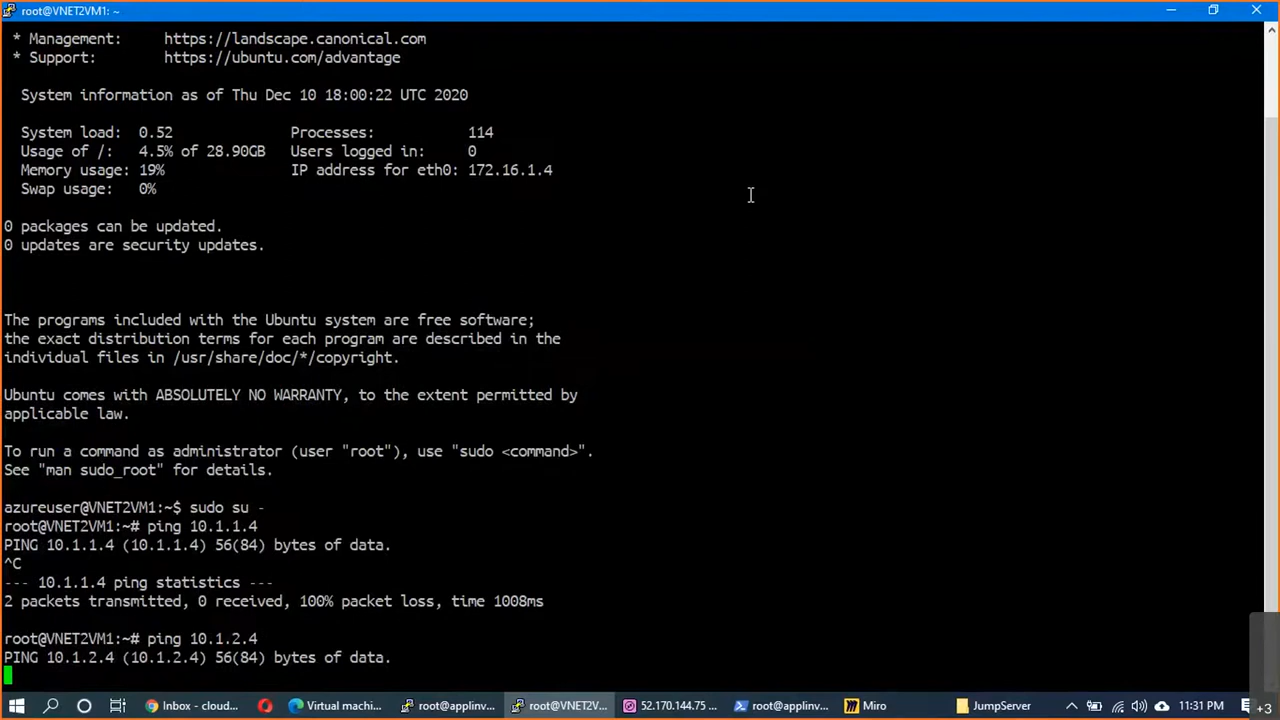 root@VNET2VM1: ~
* Management:     https://landscape.canonical.com
* Support:        https://ubuntu.com/advantage
System information as of Thu Dec 10 18:00:22 UTC 2020
System load:  0.52              Processes:           114
Usage of /:   4.5% of 28.90GB   Users logged in:     0
Memory usage: 19%               IP address for eth0: 172.16.1.4
Swap usage:   0%
0 packages can be updated.
0 updates are security updates.
The programs included with the Ubuntu system are free software;
the exact distribution terms for each program are described in the
individual files in /usr/share/doc/*/copyright.
Ubuntu comes with ABSOLUTELY NO WARRANTY, to the extent permitted by
applicable law.
To run a command as administrator (user "root"), use "sudo <command>".
See "man sudo_root" for details.
azureuser@VNET2VM1:~$ sudo su -
root@VNET2VM1:~# ping 10.1.1.4
PING 10.1.1.4 (10.1.1.4) 56(84) bytes of data.
^C
--- 10.1.1.4 ping statistics ---
2 packets transmitted, 0 received, 100% packet loss, time 1008ms
root@VNET2VM1:~# ping 10.1.2.4
PING 10.1.2.4 (10.1.2.4) 56(84) bytes of data.
Inbox - cloud... Virtual machi... root@applinv... root@VNET2V... 52.170.144.75 ... root@applinv... Miro JumpServer 11:31 PM +3